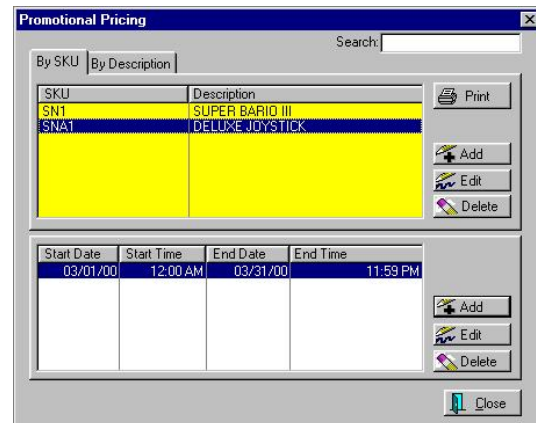 Promotional Pricing
Search:
By SKU By Description
SKU Description
SN1 SUPER BARIO III
SNA1 DELUXE JOYSTICK
Print
Add
Edit
Delete
Start Date Start Time End Date End Time
03/01/00 12:00 AM 03/31/00 11:59 PM
Add
Edit
Delete
Close